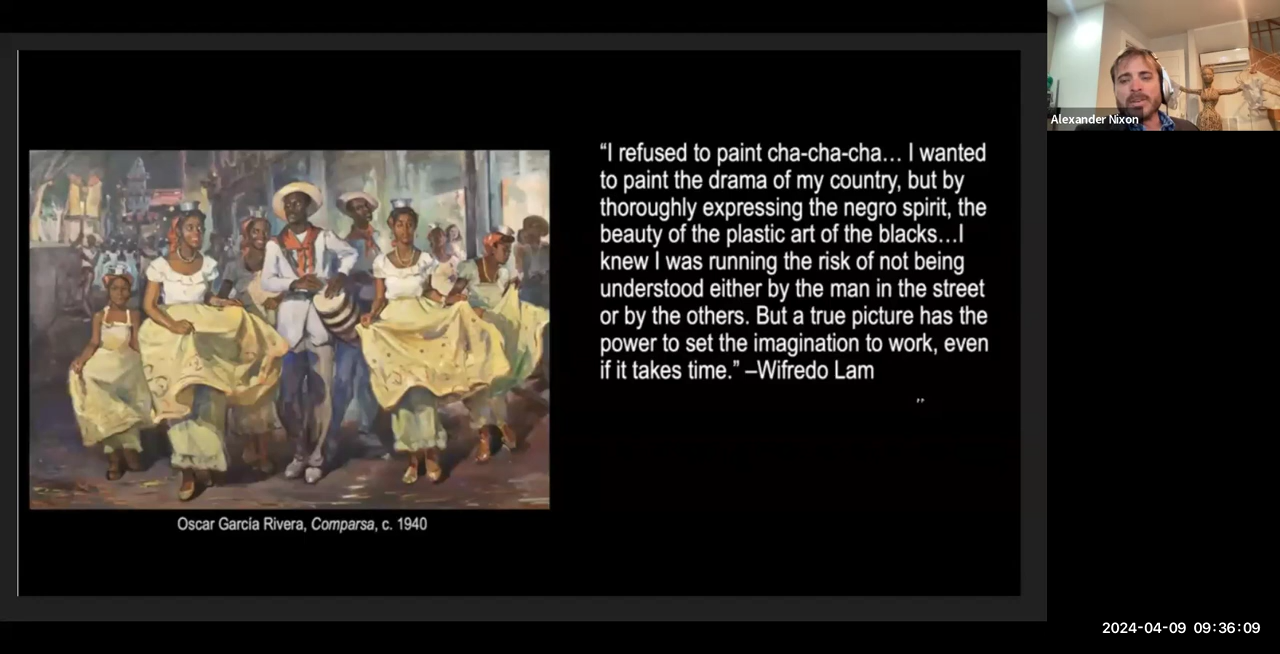 Alexander Nixon
“I refused to paint cha-cha-cha… I wanted
to paint the drama of my country, but by
thoroughly expressing the negro spirit, the
beauty of the plastic art of the blacks…I
knew I was running the risk of not being
understood either by the man in the street
or by the others. But a true picture has the
power to set the imagination to work, even
if it takes time.” –Wifredo Lam
”
Oscar García Rivera, Comparsa, c. 1940
2024-04-09 09:36:09